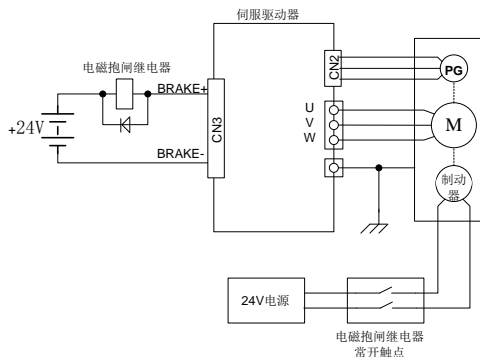 伺服驱动器
电磁抱闸继电器
BRAKE+
+24V
BRAKE-
CN3
CN2
PG
U
V
W
M
制动
器
24V电源
电磁抱闸继电器
常开触点